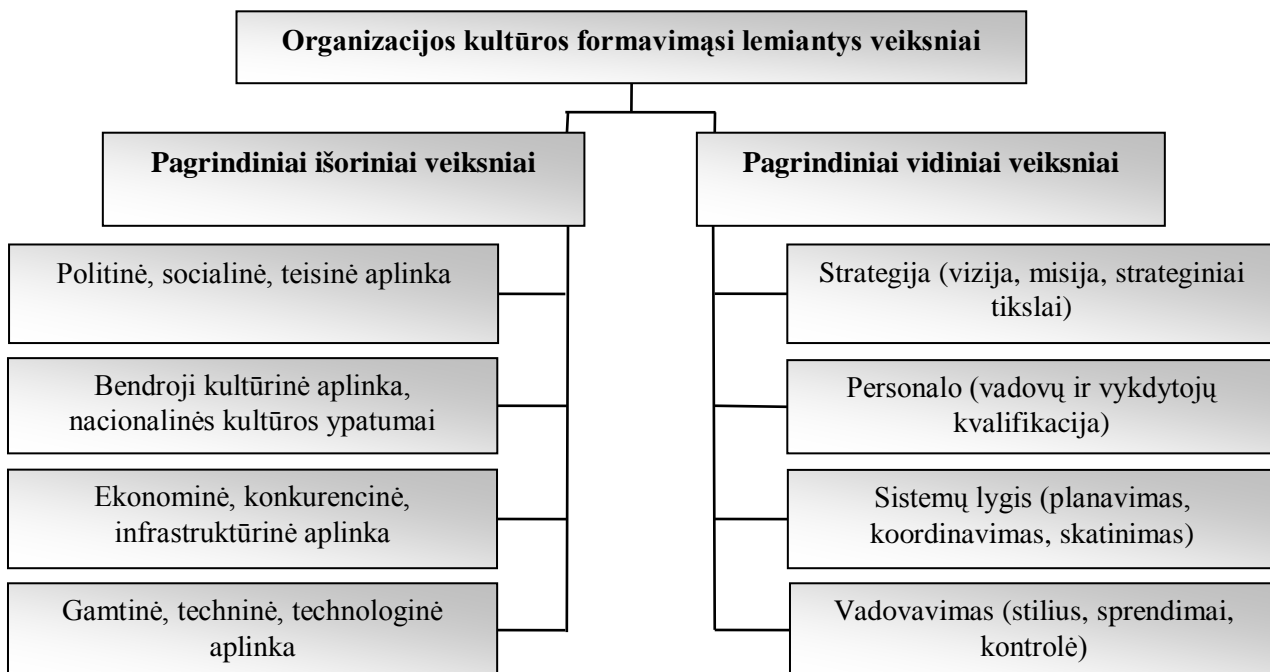 Organizacijos kultūros formavimąsi lemiantys veiksniai
Pagrindiniai išoriniai veiksniai
Politinė, socialinė, teisinė aplinka
Bendroji kultūrinė aplinka,
nacionalinės kultūros ypatumai
Ekonominė, konkurencinė,
infrastruktūrinė aplinka
Gamtinė, techninė, technologinė
aplinka
Pagrindiniai vidiniai veiksniai
Strategija (vizija, misija, strateginiai
tikslai)
Personalo (vadovų ir vykdytojų
kvalifikacija)
Sistemų lygis (planavimas,
koordinavimas, skatinimas)
Vadovavimas (stilius, sprendimai,
kontrolė)